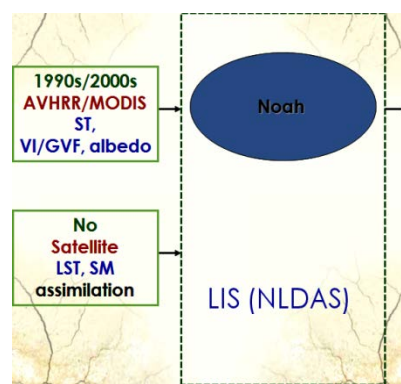 1990s/2000s
AVHRR/MODIS
ST,
VI/GVF, albedo
Noah
No
Satellite
LST, SM
assimilation
LIS (NLDAS)